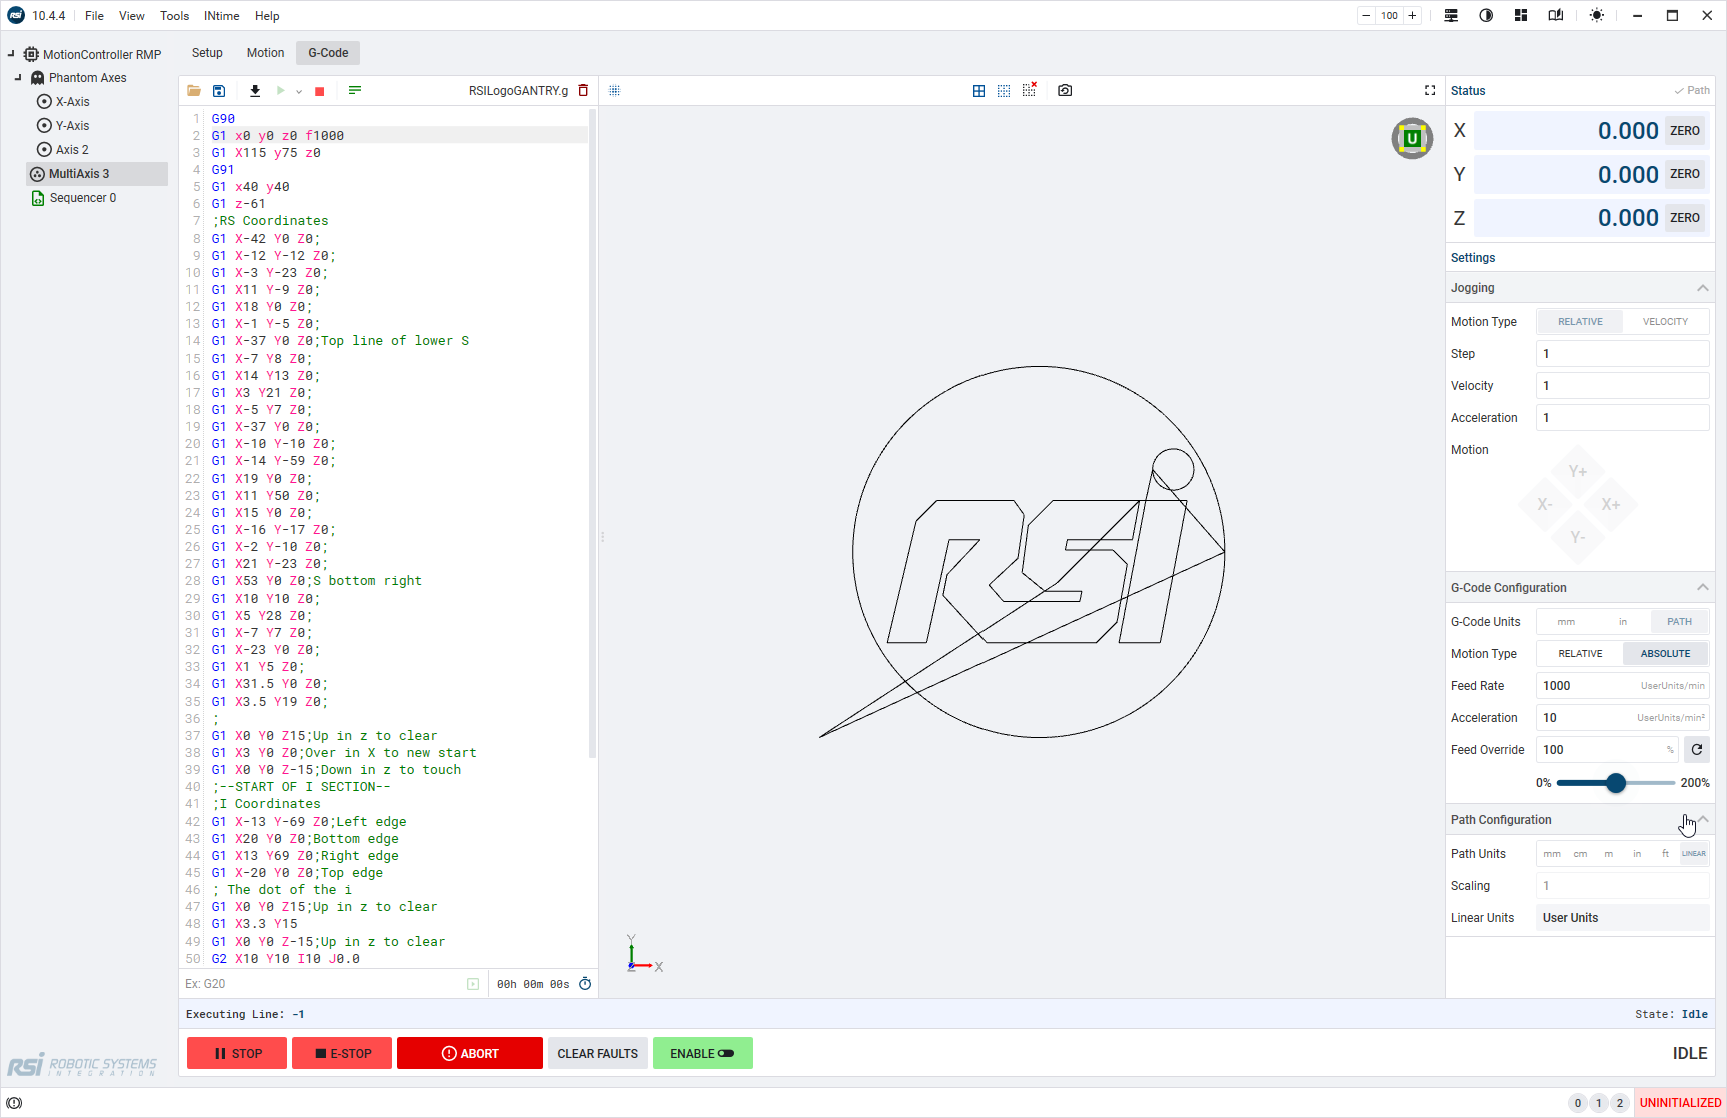 RSI 10.4.4 File View Tools INtime Help 100
MotionController RMP
Phantom Axes
X-Axis
Y-Axis
Axis 2
MultiAxis 3
Sequencer 0
Setup Motion G-Code
RSILogoGANTRY.g
1 G90
2 G1 x0 y0 z0 f1000
3 G1 X115 y75 z0
4 G91
5 G1 x40 y40
6 G1 z-61
7 ;RS Coordinates
8 G1 X-42 Y0 Z0;
9 G1 X-12 Y-12 Z0;
10 G1 X-3 Y-23 Z0;
11 G1 X11 Y-9 Z0;
12 G1 X18 Y0 Z0;
13 G1 X-1 Y-5 Z0;
14 G1 X-37 Y0 Z0;Top line of lower S
15 G1 X-7 Y8 Z0;
16 G1 X14 Y13 Z0;
17 G1 X3 Y21 Z0;
18 G1 X-5 Y7 Z0;
19 G1 X-37 Y0 Z0;
20 G1 X-10 Y-10 Z0;
21 G1 X-14 Y-59 Z0;
22 G1 X19 Y0 Z0;
23 G1 X11 Y50 Z0;
24 G1 X15 Y0 Z0;
25 G1 X-16 Y-17 Z0;
26 G1 X-2 Y-10 Z0;
27 G1 X21 Y-23 Z0;
28 G1 X53 Y0 Z0;S bottom right
29 G1 X10 Y10 Z0;
30 G1 X5 Y28 Z0;
31 G1 X-7 Y7 Z0;
32 G1 X-23 Y0 Z0;
33 G1 X1 Y5 Z0;
34 G1 X31.5 Y0 Z0;
35 G1 X3.5 Y19 Z0;
36 ;
37 G1 X0 Y0 Z15;Up in z to clear
38 G1 X3 Y0 Z0;Over in X to new start
39 G1 X0 Y0 Z-15;Down in z to touch
40 ;--START OF I SECTION--
41 ;I Coordinates
42 G1 X-13 Y-69 Z0;Left edge
43 G1 X20 Y0 Z0;Bottom edge
44 G1 X13 Y69 Z0;Right edge
45 G1 X-20 Y0 Z0;Top edge
46 ; The dot of the i
47 G1 X0 Y0 Z15;Up in z to clear
48 G1 X3.3 Y15
49 G1 X0 Y0 Z-15;Up in z to clear
50 G2 X10 Y10 I10 J0.0
Ex: G20 00h 00m 00s
U
Y
Z X
Status Path
X 0.000 ZERO
Y 0.000 ZERO
Z 0.000 ZERO
Settings
Jogging
Motion Type RELATIVE VELOCITY
Step 1
Velocity 1
Acceleration 1
Motion
Y+
X- X+
Y-
G-Code Configuration
G-Code Units mm in PATH
Motion Type RELATIVE ABSOLUTE
Feed Rate 1000 UserUnits/min
Acceleration 10 UserUnits/min²
Feed Override 100 %
0% 200%
Path Configuration
Path Units mm cm m in ft LINEAR
Scaling 1
Linear Units User Units
Executing Line: -1 State: Idle
STOP E-STOP ABORT CLEAR FAULTS ENABLE IDLE
RSI ROBOTIC SYSTEMS
INTEGRATION
0 1 2 UNINITIALIZED